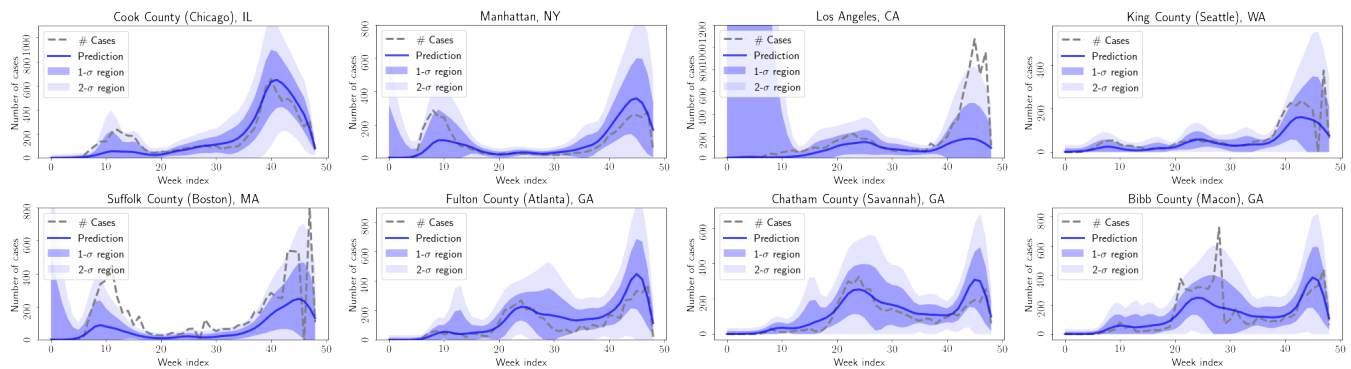 Cook County (Chicago), IL
Number of cases
0 200 400 600 800 1000
# Cases
Prediction
1-σ region
2-σ region
0 10 20 30 40 50
Week index
Manhattan, NY
Number of cases
0 200 400 600 800
# Cases
Prediction
1-σ region
2-σ region
0 10 20 30 40 50
Week index
Los Angeles, CA
Number of cases
0 200 400 600 800 1000 1200
# Cases
Prediction
1-σ region
2-σ region
0 10 20 30 40 50
Week index
King County (Seattle), WA
Number of cases
0 200 400
# Cases
Prediction
1-σ region
2-σ region
0 10 20 30 40 50
Week index
Suffolk County (Boston), MA
Number of cases
0 200 400 600 800
# Cases
Prediction
1-σ region
2-σ region
0 10 20 30 40 50
Week index
Fulton County (Atlanta), GA
Number of cases
0 200 400 600 800
# Cases
Prediction
1-σ region
2-σ region
0 10 20 30 40 50
Week index
Chatham County (Savannah), GA
Number of cases
0 200 400 600
# Cases
Prediction
1-σ region
2-σ region
0 10 20 30 40 50
Week index
Bibb County (Macon), GA
Number of cases
0 200 400 600 800
# Cases
Prediction
1-σ region
2-σ region
0 10 20 30 40 50
Week index